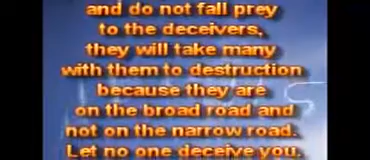 and do not fall prey
to the deceivers,
they will take many
with them to destruction
because they are
on the broad road and
not on the narrow road.
Let no one deceive you.